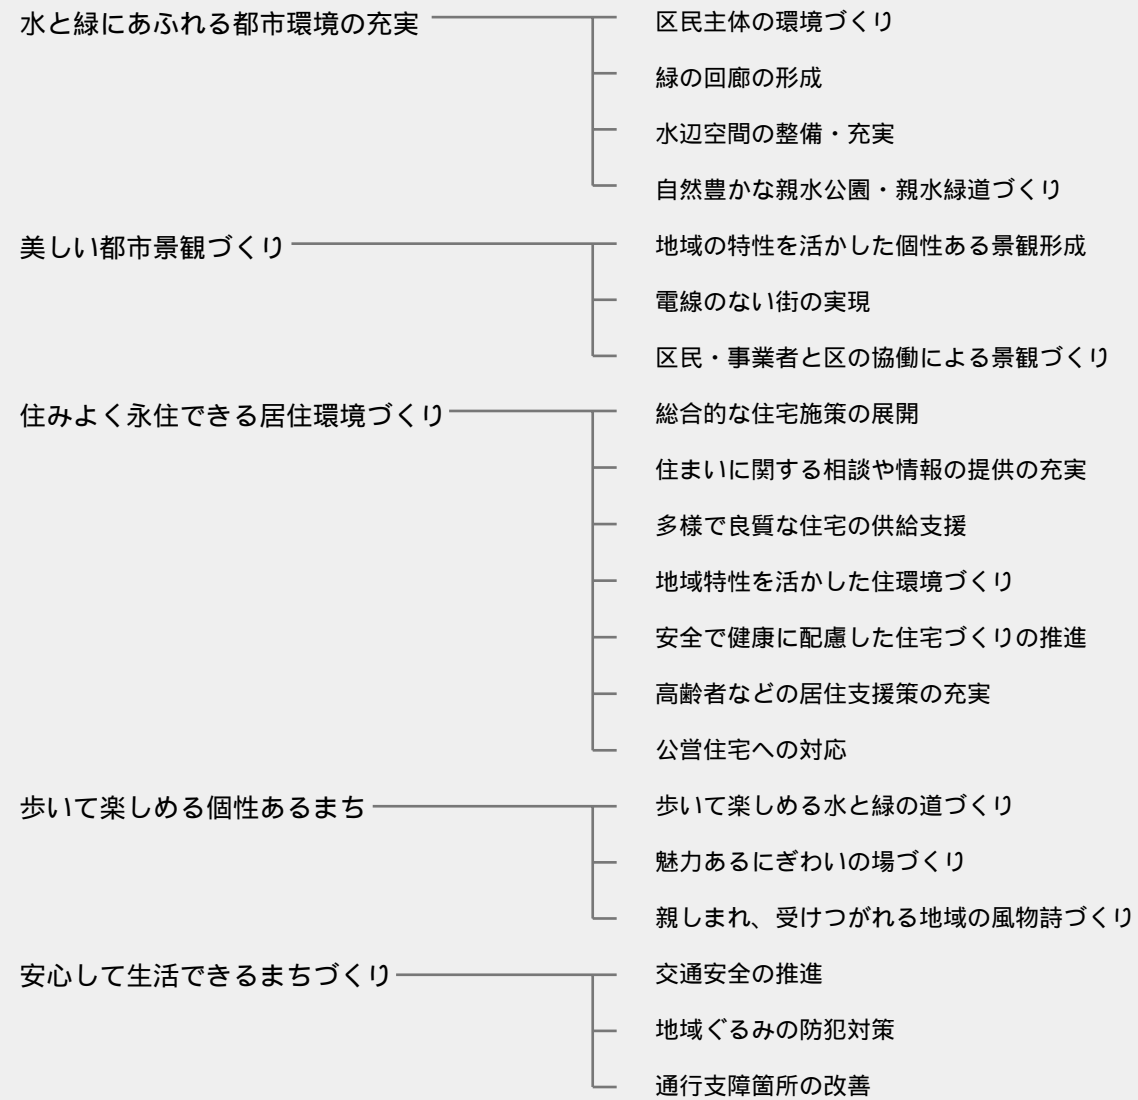 水と緑にあふれる都市環境の充実
区民主体の環境づくり
緑の回廊の形成
水辺空間の整備・充実
自然豊かな親水公園・親水緑道づくり
美しい都市景観づくり
地域の特性を活かした個性ある景観形成
電線のない街の実現
区民・事業者と区の協働による景観づくり
住みよく永住できる居住環境づくり
総合的な住宅施策の展開
住まいに関する相談や情報の提供の充実
多様で良質な住宅の供給支援
地域特性を活かした住環境づくり
安全で健康に配慮した住宅づくりの推進
高齢者などの居住支援策の充実
公営住宅への対応
歩いて楽しめる個性あるまち
歩いて楽しめる水と緑の道づくり
魅力あるにぎわいの場づくり
親しまれ、受けつがれる地域の風物詩づくり
安心して生活できるまちづくり
交通安全の推進
地域ぐるみの防犯対策
通行支障箇所の改善